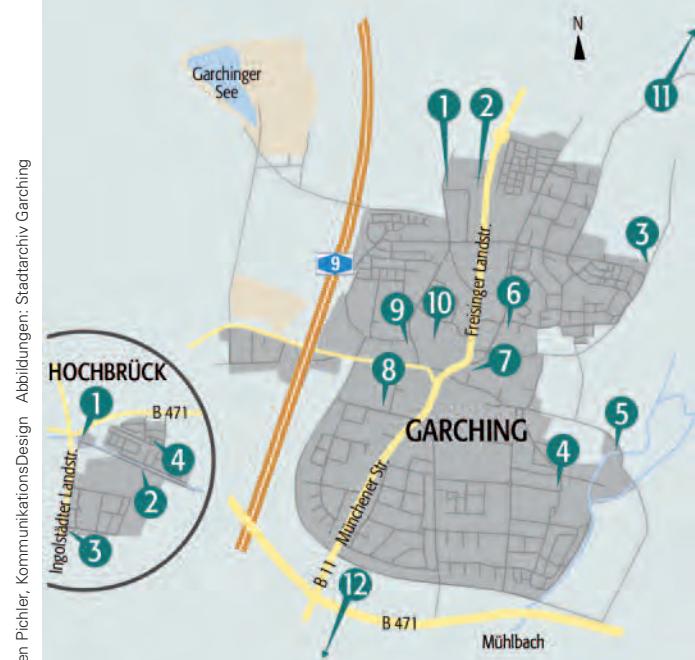 Garchinger
See
N
11
1
2
3
9
Freisinger Landstr.
6
10
9
7
8
HOCHBRÜCK
1
B 471
4
2
Ingolstädter Landstr.
3
GARCHING
5
4
Münchener Str.
B 11
12
B 471
Mühlbach
en Pichler, KommunikationsDesign Abbildungen: Stadtarchiv Garching